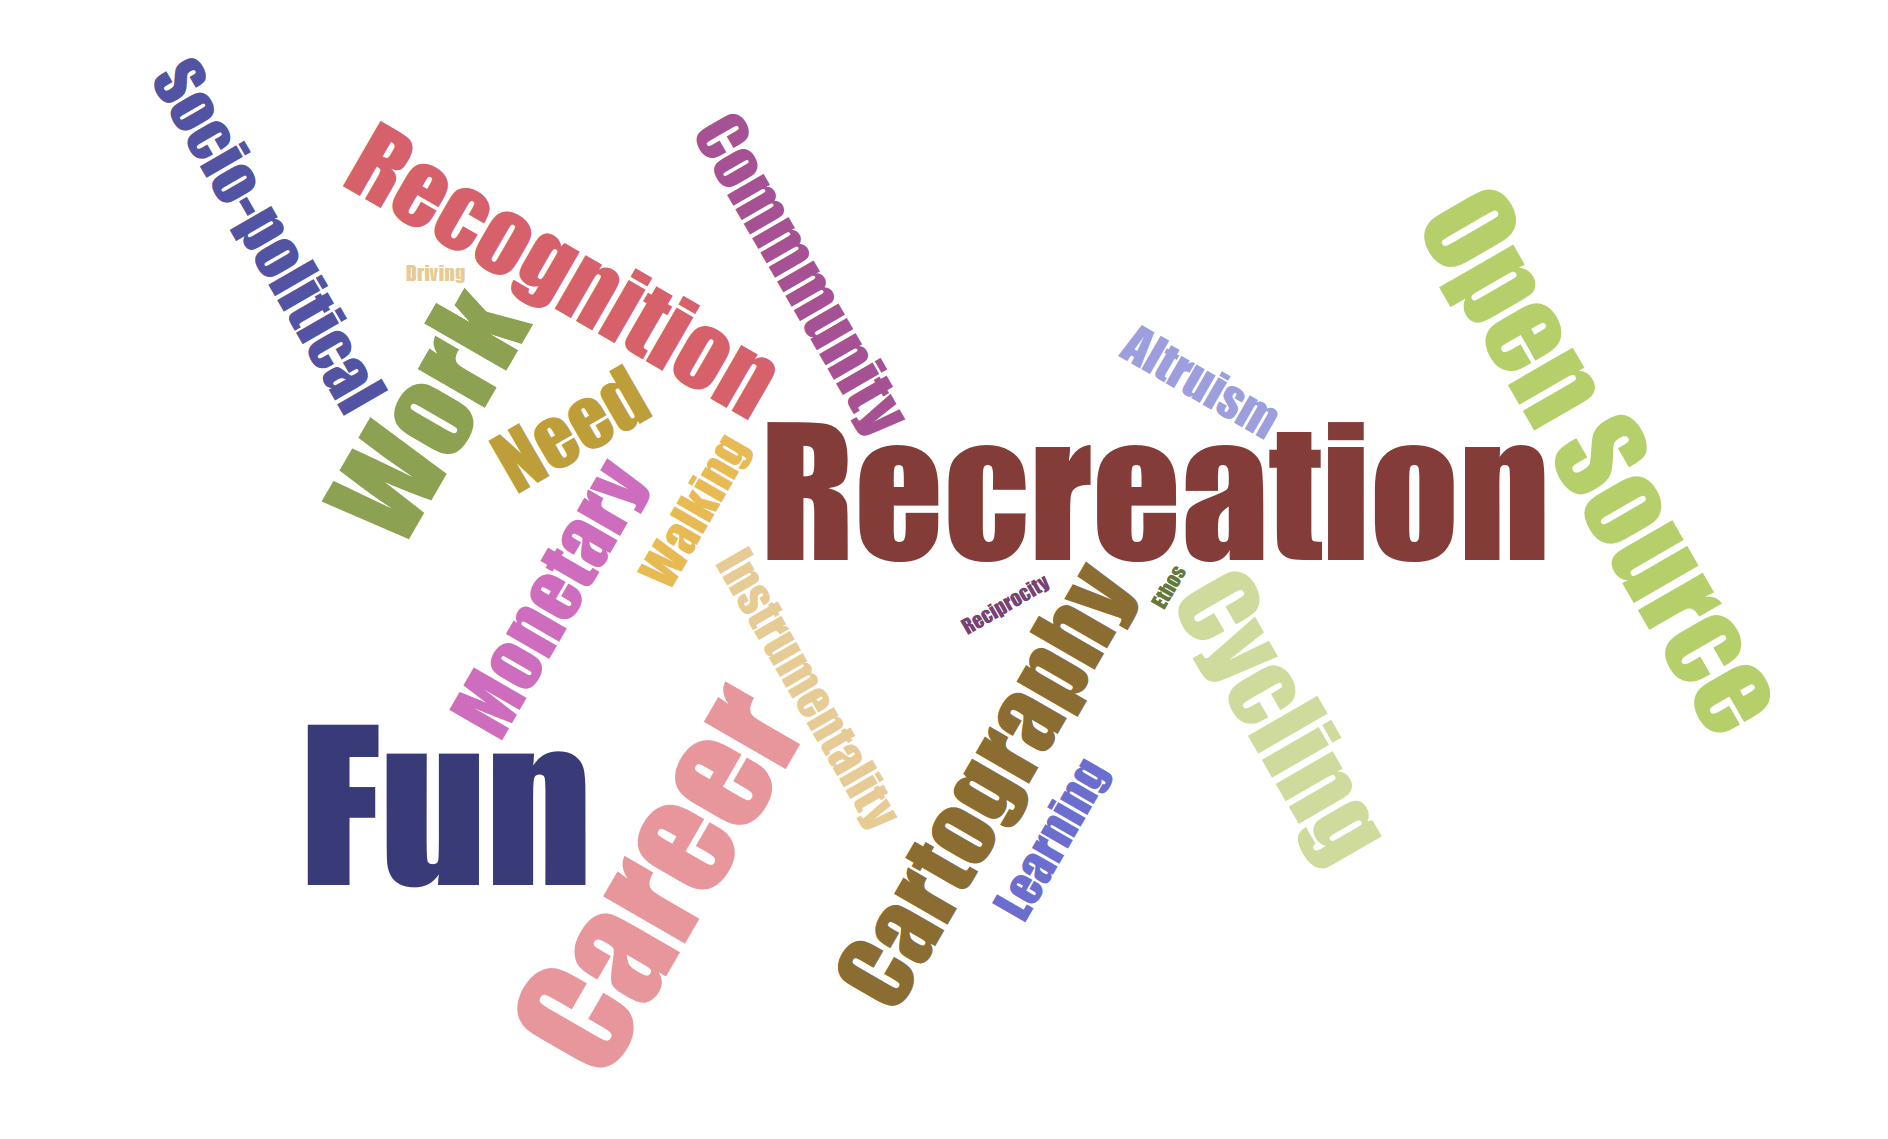 Socio-political
Recognition
Community
Open Source
Driving
Work
Need
Altruism
Recreation
Walking
Monetary
Instrumentality
Reciprocity
Ethos
Cycling
Cartography
Fun
Career
Learning